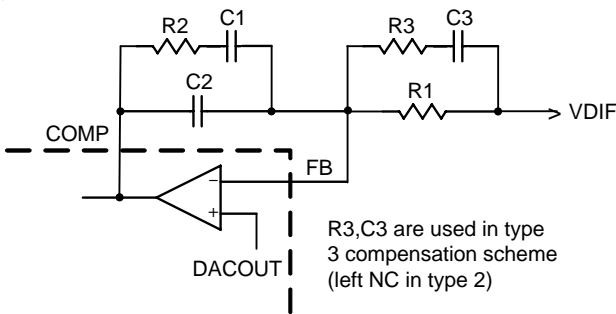 R2 C1
R3 C3
C2
R1
VDIF
COMP
FB
−
+
DACOUT
R3,C3 are used in type
3 compensation scheme
(left NC in type 2)